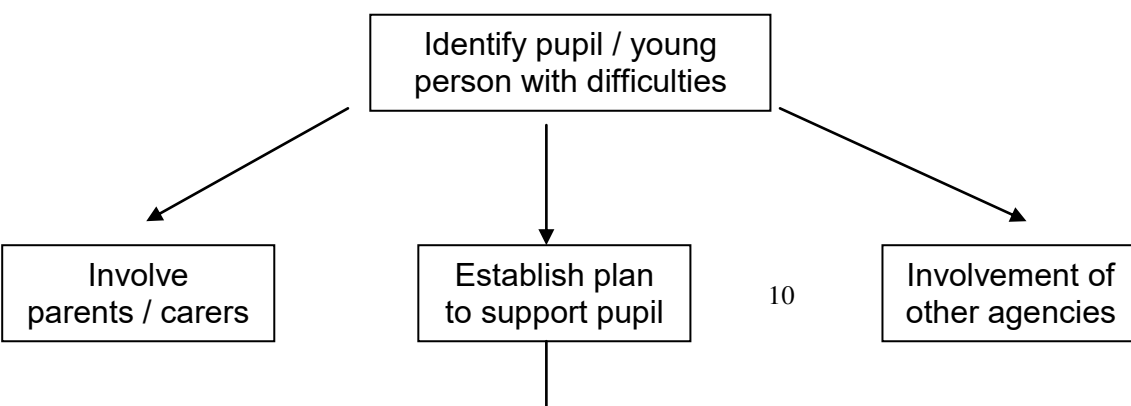 Identify pupil / young
person with difficulties
Involve
parents / carers
Establish plan
to support pupil
10
Involvement of
other agencies